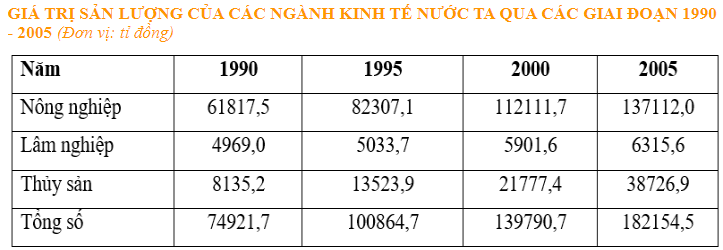 GIÁ TRỊ SẢN LƯỢNG CỦA CÁC NGÀNH KINH TẾ NƯỚC TA QUA CÁC GIAI ĐOẠN 1990
- 2005 (Đơn vị: tỉ đồng)
Năm 1990 1995 2000 2005
Nông nghiệp 61817,5 82307,1 112111,7 137112,0
Lâm nghiệp 4969,0 5033,7 5901,6 6315,6
Thủy sản 8135,2 13523,9 21777,4 38726,9
Tổng số 74921,7 100864,7 139790,7 182154,5